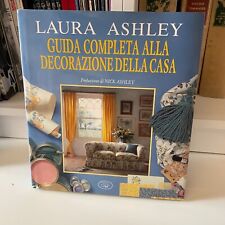 LAURA ASHLEY
GUIDA COMPLETA ALLA
DECORAZIONE DELLA CASA
Prefazione di NICK ASHLEY